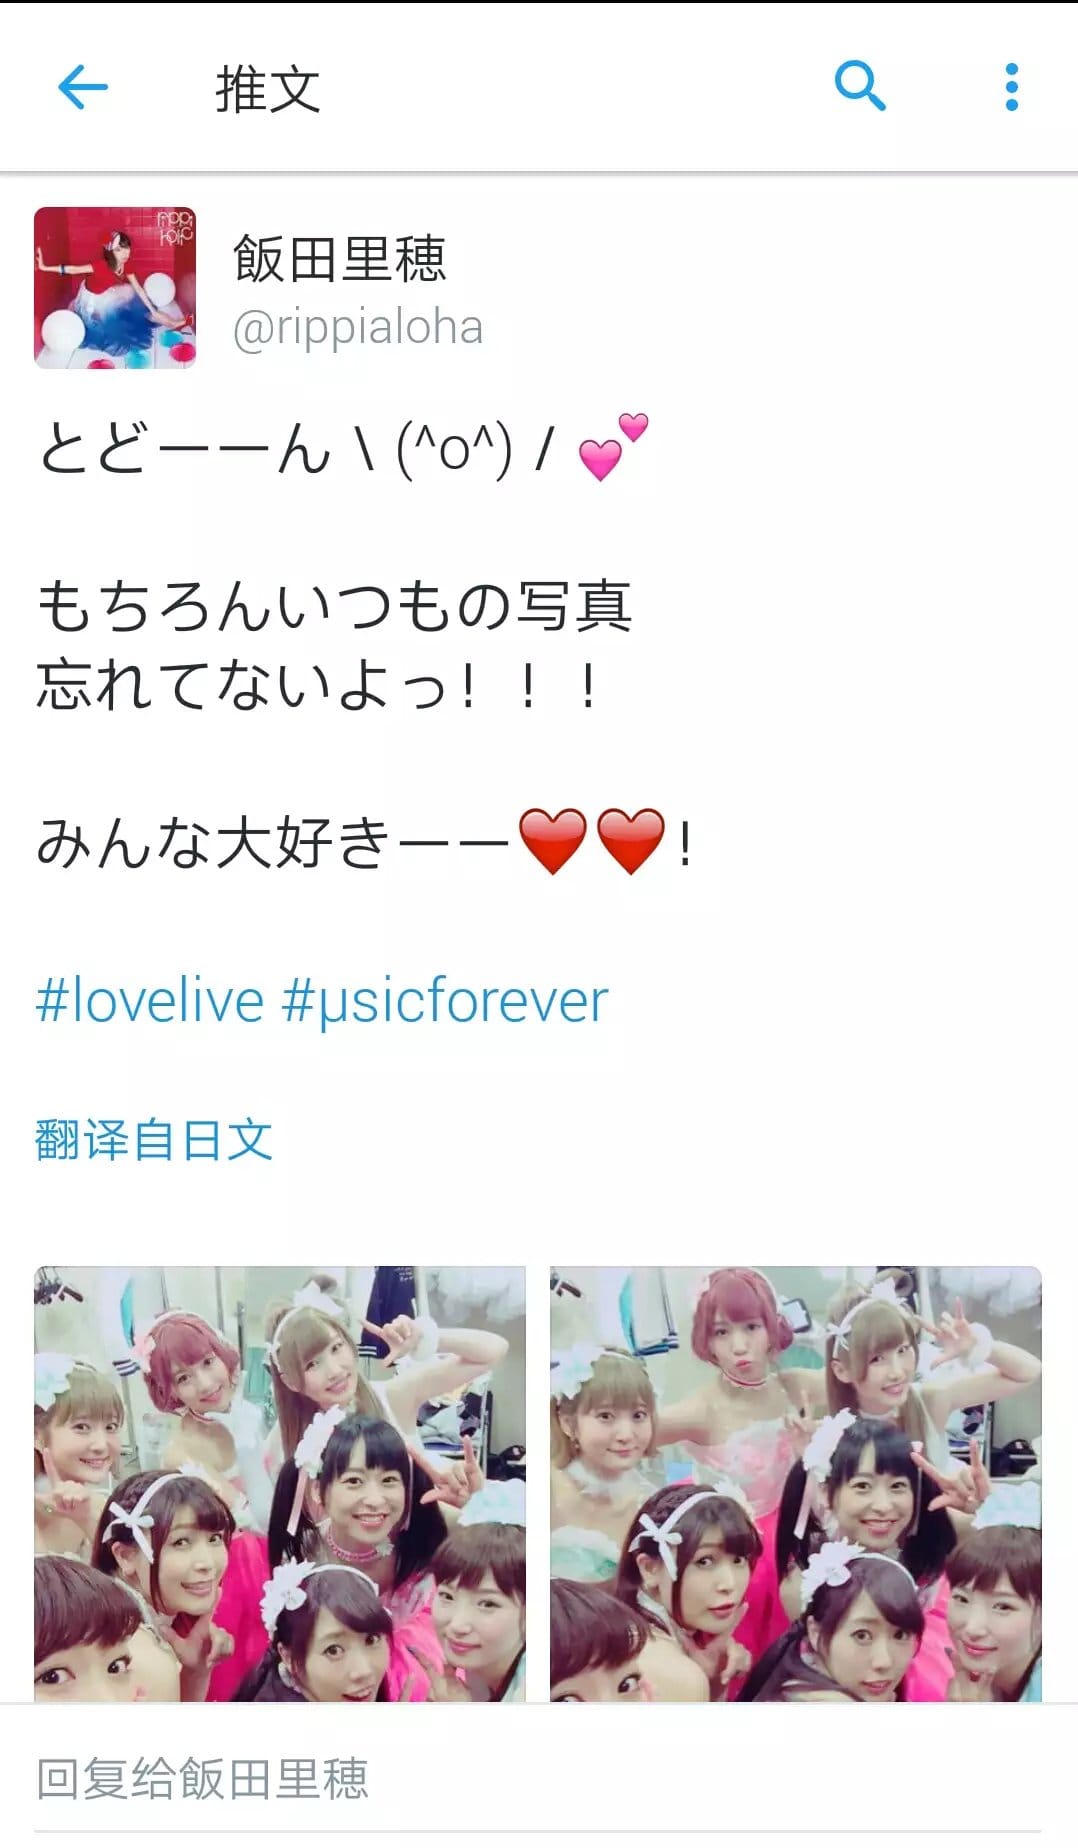 推文
rippi
飯田里穂
@rippialoha
とどーーん \ (^o^) / 💕
もちろんいつもの写真
忘れてないよっ！！！
みんな大好きーー❤️❤️！
#lovelive #μsicforever
翻译自日文
回复给飯田里穂